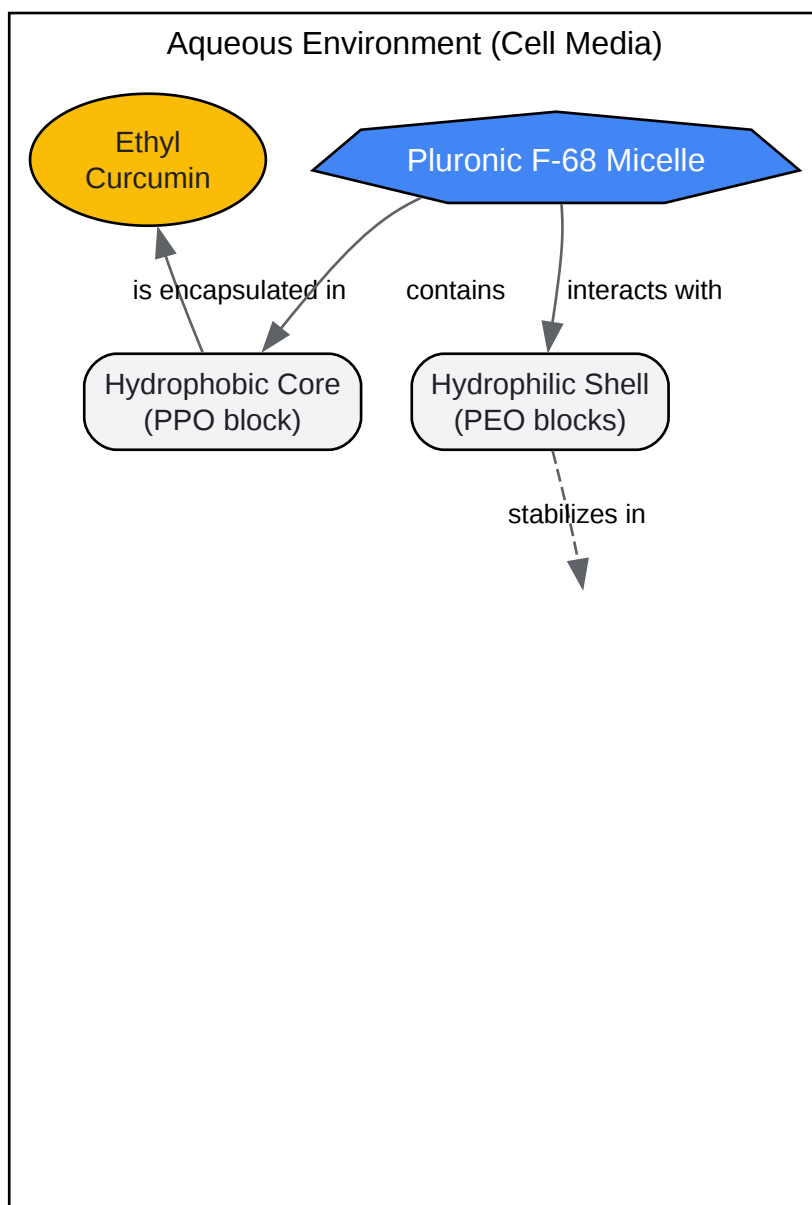 Aqueous Environment (Cell Media)
Ethyl
Curcumin
Pluronic F-68 Micelle
is encapsulated in
contains
interacts with
Hydrophobic Core
(PPO block)
Hydrophilic Shell
(PEO blocks)
stabilizes in